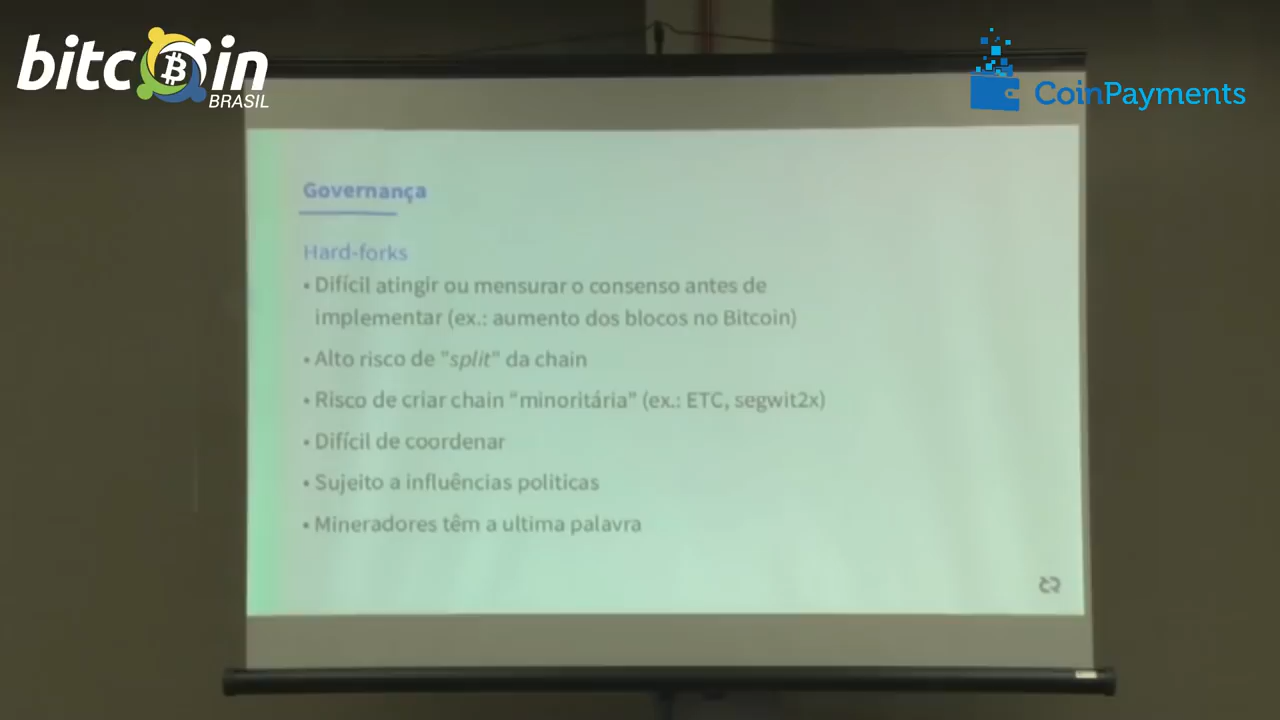 bitcoin
BRASIL
CoinPayments
Governança
Hard-forks
• Difícil atingir ou mensurar o consenso antes de
implementar (ex.: aumento dos blocos no Bitcoin)
• Alto risco de "split" da chain
• Risco de criar chain “minoritária” (ex.: ETC, segwit2x)
• Difícil de coordenar
• Sujeito a influências politicas
• Mineradores têm a ultima palavra